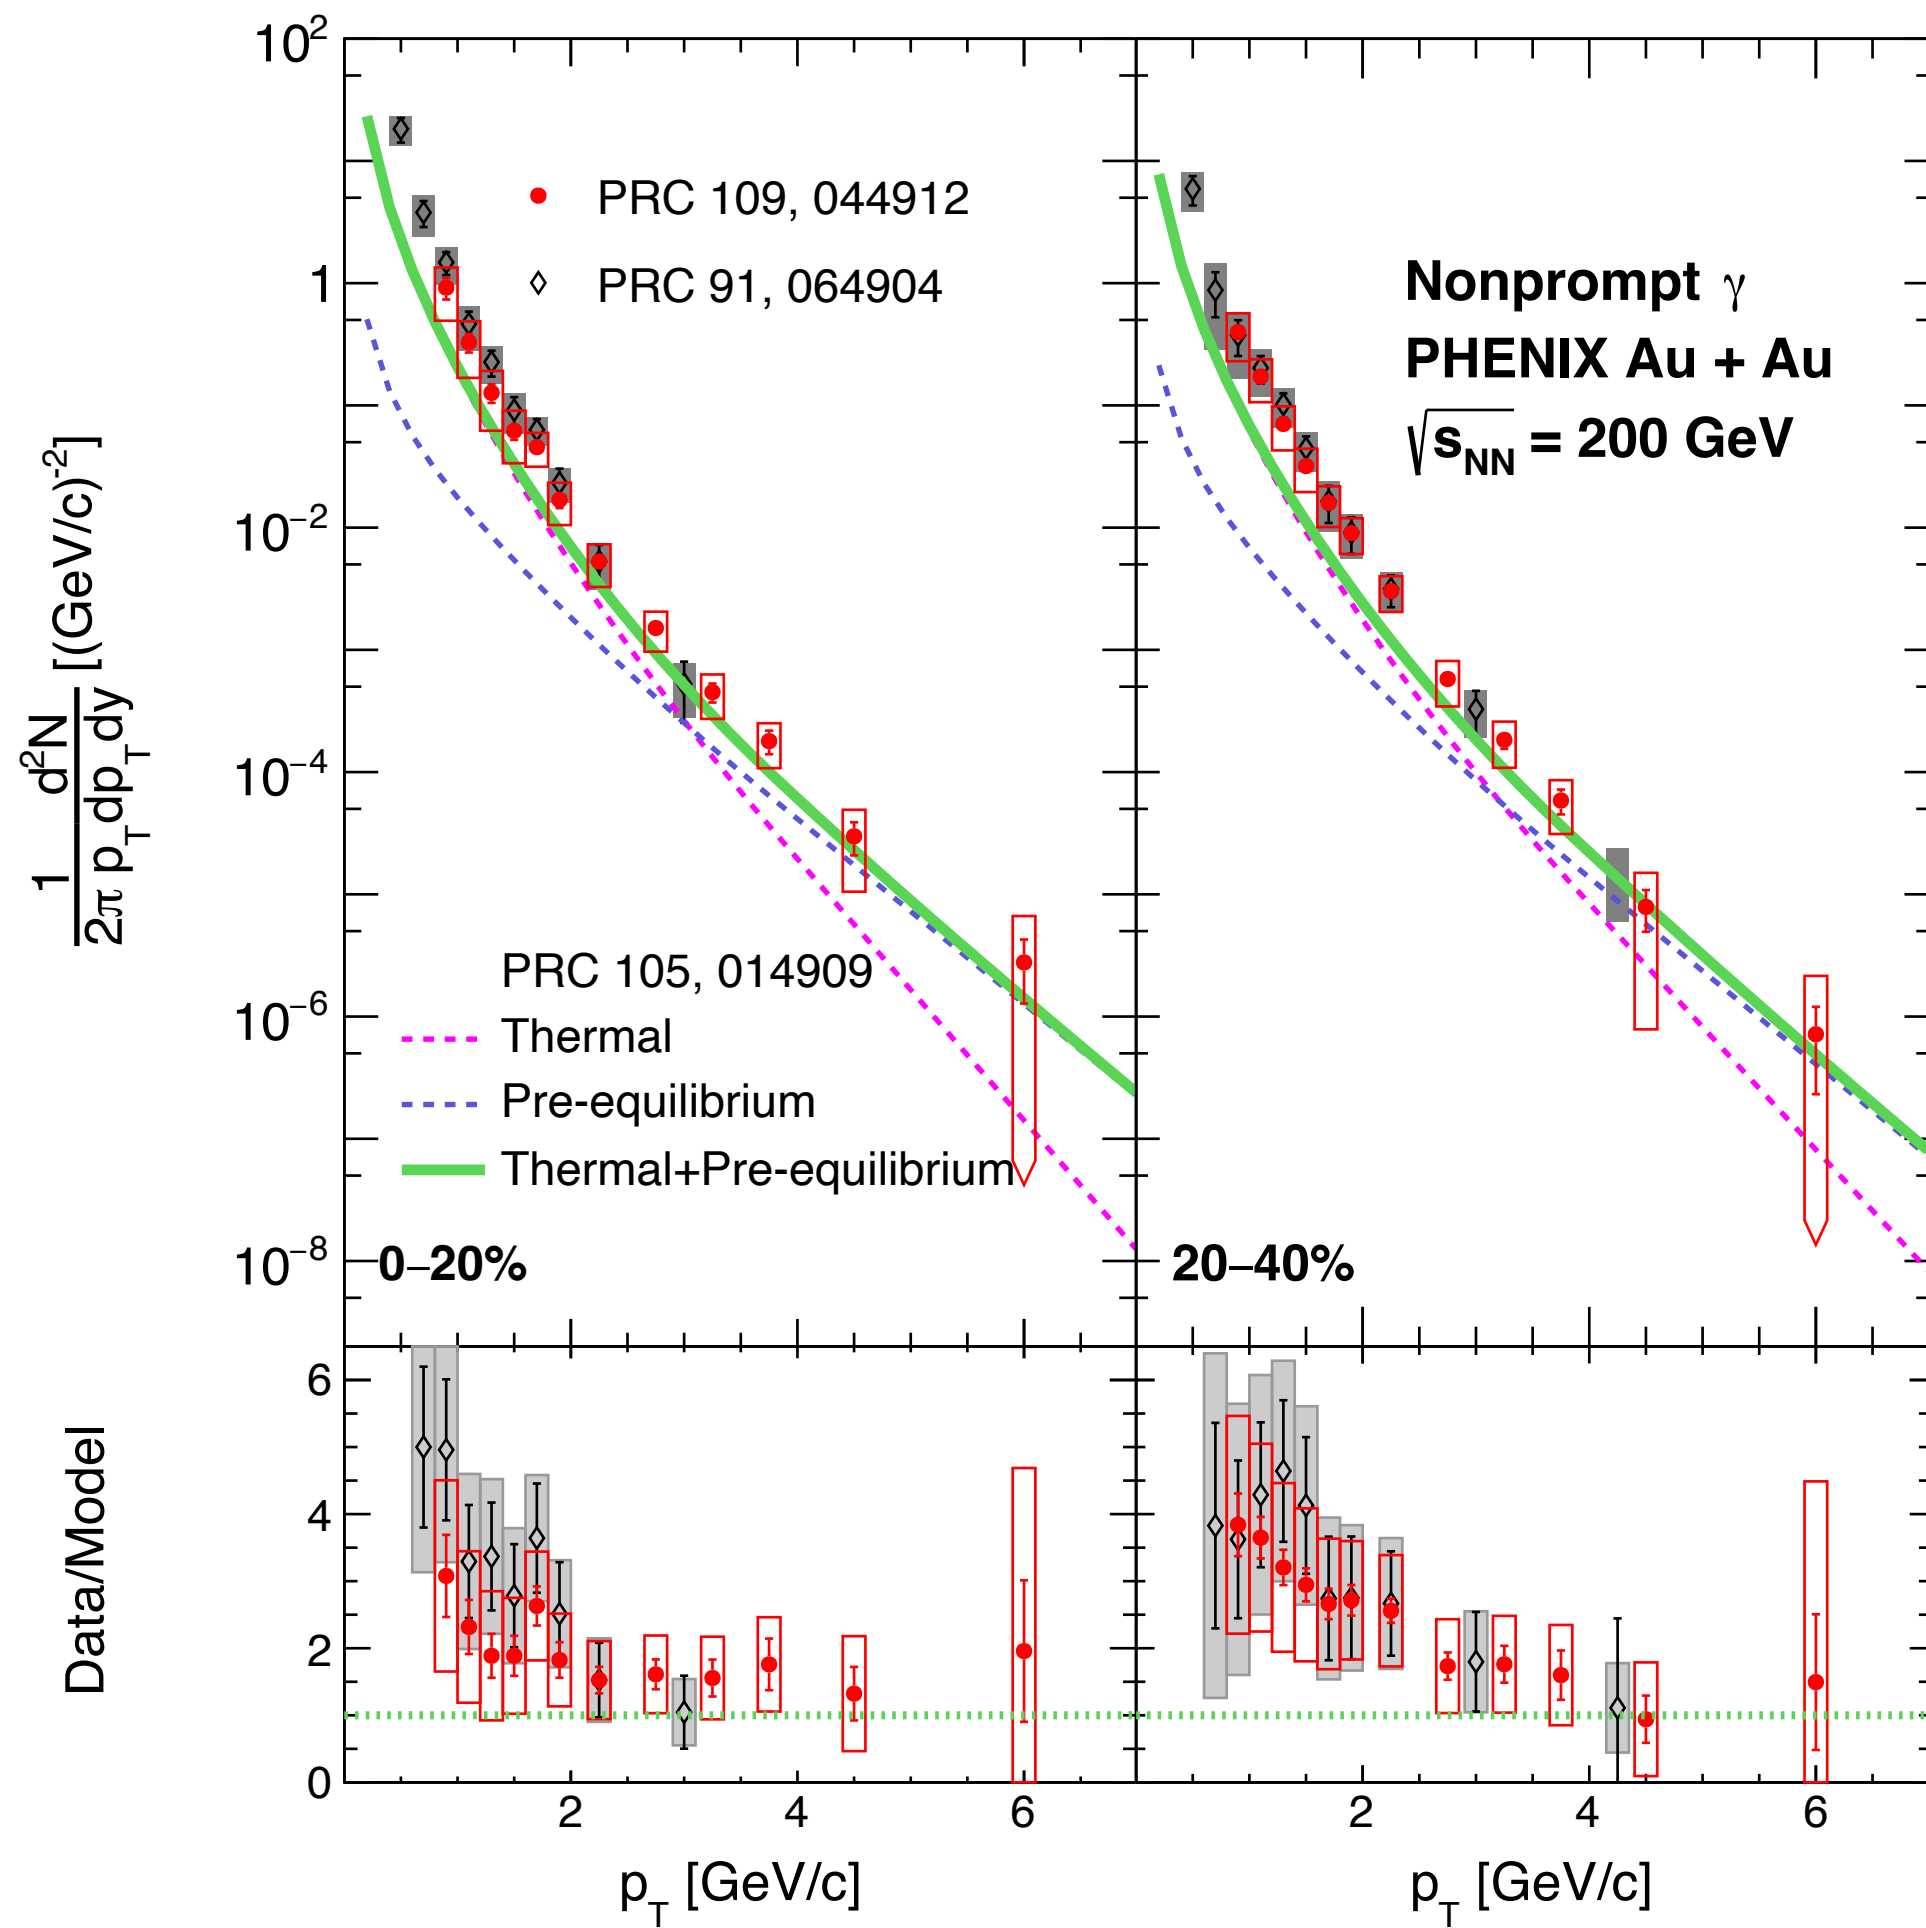 10²
1
10⁻²
10⁻⁴
10⁻⁶
10⁻⁸
1 d²N
2π p_T dp_T dy
[(GeV/c)⁻²]
PRC 109, 044912
PRC 91, 064904
Nonprompt γ
PHENIX Au + Au
√s_NN = 200 GeV
PRC 105, 014909
Thermal
Pre-equilibrium
Thermal+Pre-equilibrium
0–20%
20–40%
Data/Model
6
4
2
0
2 4 6
2 4 6
p_T [GeV/c]
p_T [GeV/c]